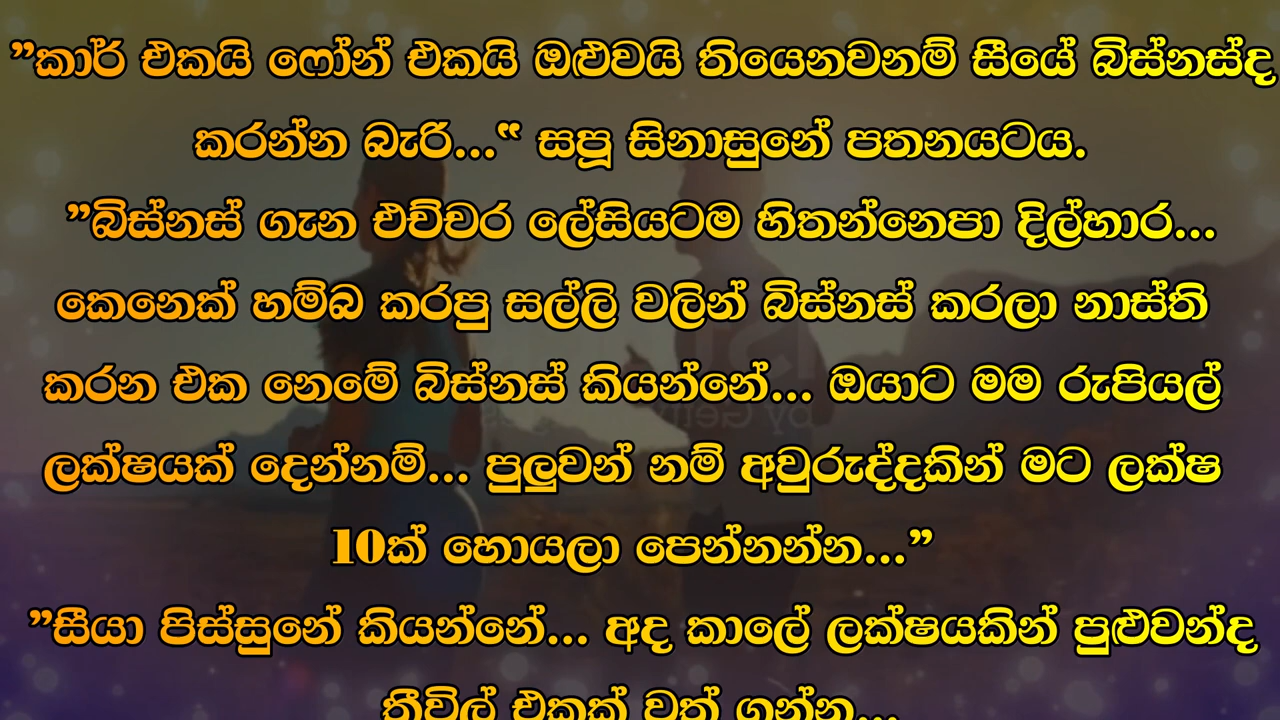 ”කාර් එකයි ෆෝන් එකයි ඔළුවයි තියෙනවනම් සීයේ බිස්නස්ද
කරන්න බැරි...“ සපූ සිනාසුනේ පතනයටය.
”බිස්නස් ගැන එච්චර ලේසියටම හිතන්නෙපා දිල්හාර...
කෙනෙක් හම්බ කරපු සල්ලි වලින් බිස්නස් කරලා නාස්ති
කරන එක නෙමේ බිස්නස් කියන්නේ... ඔයාට මම රුපියල්
ලක්ෂයක් දෙන්නම්... පුලුවන් නම් අවුරුද්දකින් මට ලක්ෂ
10ක් හොයලා පෙන්නන්න...”
”සීයා පිස්සුනේ කියන්නේ... අද කාලේ ලක්ෂයකින් පුළුවන්ද
ත්‍රීවිල් එකක් වත් ගන්න...